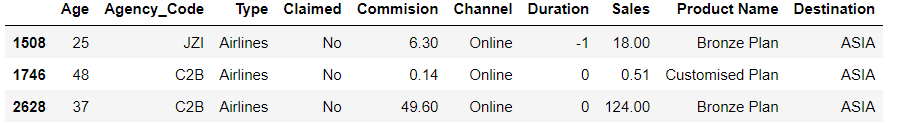 Age Agency_Code Type Claimed Commision Channel Duration Sales Product Name Destination
1508 25 JZI Airlines No 6.30 Online -1 18.00 Bronze Plan ASIA
1746 48 C2B Airlines No 0.14 Online 0 0.51 Customised Plan ASIA
2628 37 C2B Airlines No 49.60 Online 0 124.00 Bronze Plan ASIA